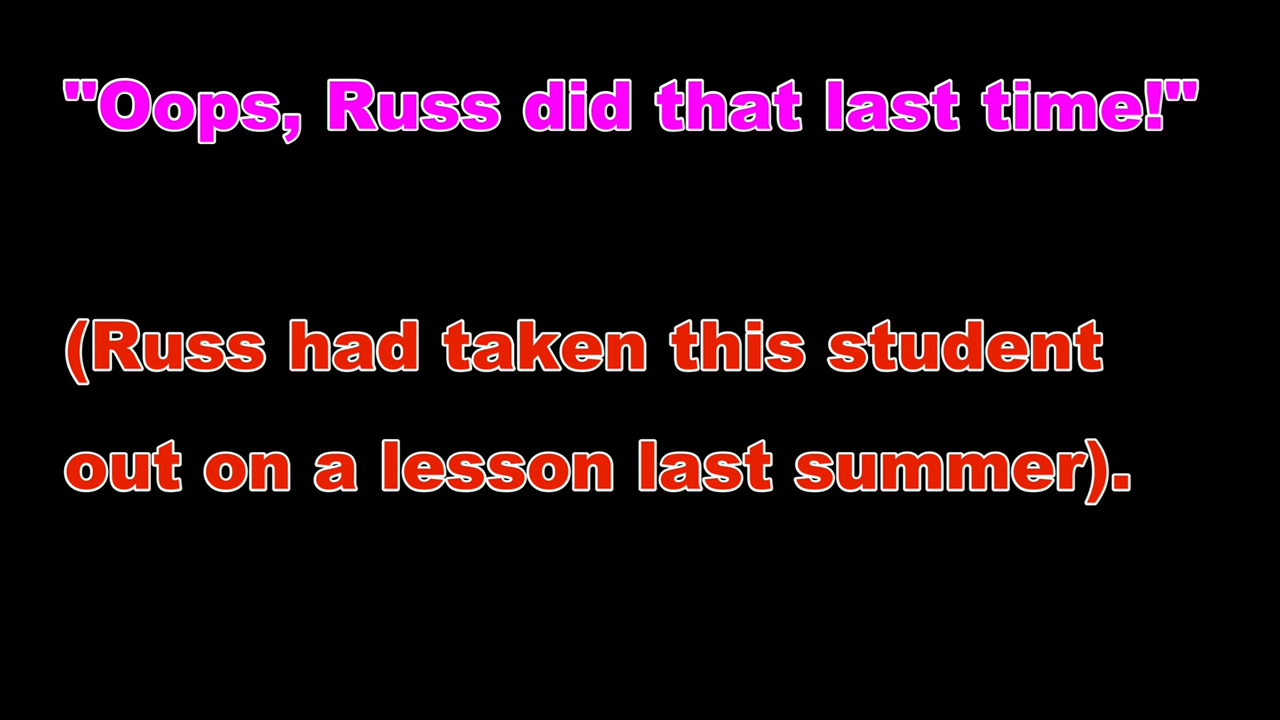 "Oops, Russ did that last time!"
(Russ had taken this student
out on a lesson last summer).